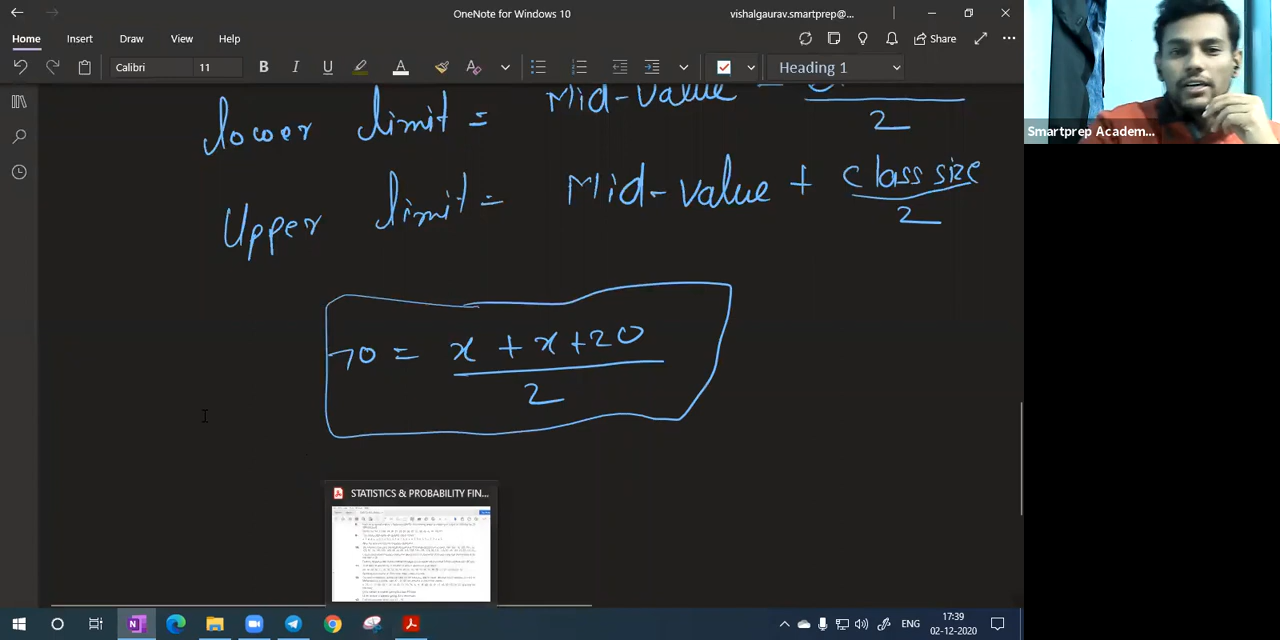 OneNote for Windows 10
vishalgaurav.smartprep@...
Home Insert Draw View Help
Share
Calibri 11 B I U A Heading 1
Smartprep Academ...
lower limit = Mid-value - 
2
Upper limit = Mid-value + class size
2
70 = x + x + 20
2
STATISTICS & PROBABILITY FIN...
ENG
17:39
02-12-2020